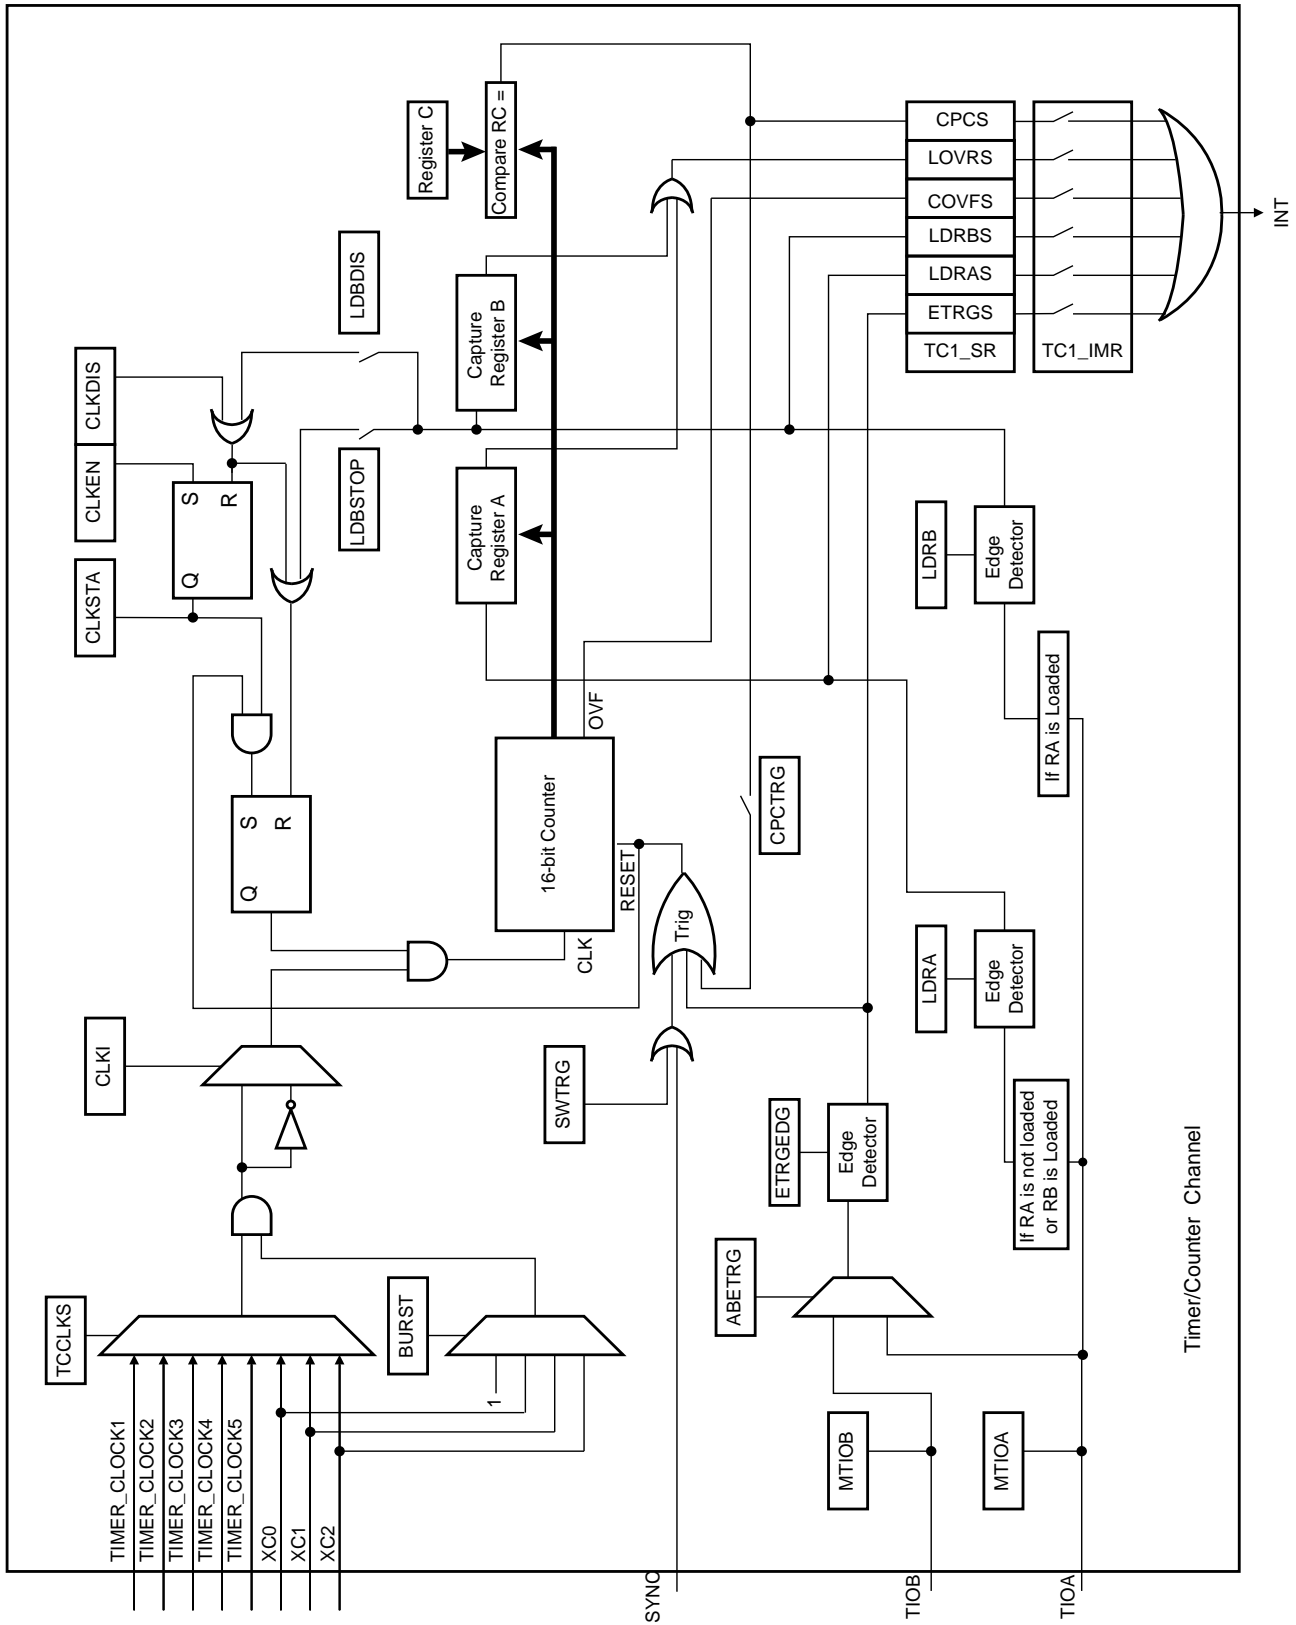 TIMER_CLOCK1
TIMER_CLOCK2
TIMER_CLOCK3
TIMER_CLOCK4
TIMER_CLOCK5
XC0
XC1
XC2
TCCLKS
BURST
1
CLKI
CLKSTA
CLKEN
CLKDIS
Q
S
R
Q
S
R
LDBSTOP
LDBDIS
16-bit Counter
CLK
OVF
RESET
Capture
Register A
Capture
Register B
Register C
Compare RC =
SYNC
SWTRG
Trig
CPCTRG
ABETRG
ETRGEDG
Edge
Detector
MTIOB
TIOB
MTIOA
TIOA
LDRA
Edge
Detector
If RA is not loaded
or RB is Loaded
LDRB
Edge
Detector
If RA is Loaded
CPCS
LOVRS
COVFS
LDRBS
LDRAS
ETRGS
TC1_SR
TC1_IMR
INT
Timer/Counter Channel